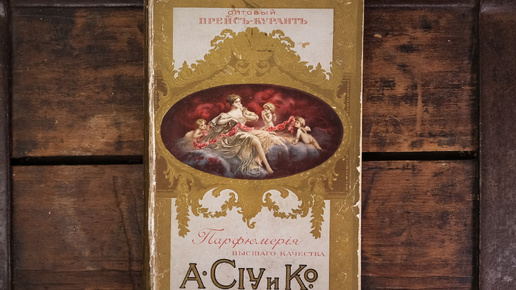 ОПТОВЫЙ
ПРЕЙСЪ-КУРАНТЪ
Парфюмерія
ВЫСШАГО КАЧЕСТВА
А·СІУ и Ко